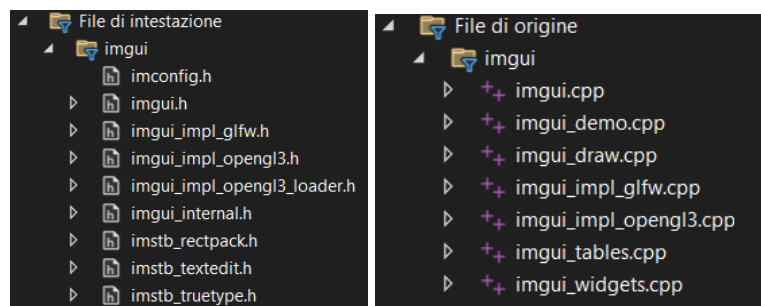 File di intestazione
imgui
imconfig.h
imgui.h
imgui_impl_glfw.h
imgui_impl_opengl3.h
imgui_impl_opengl3_loader.h
imgui_internal.h
imstb_rectpack.h
imstb_textedit.h
imstb_truetype.h
File di origine
imgui
imgui.cpp
imgui_demo.cpp
imgui_draw.cpp
imgui_impl_glfw.cpp
imgui_impl_opengl3.cpp
imgui_tables.cpp
imgui_widgets.cpp